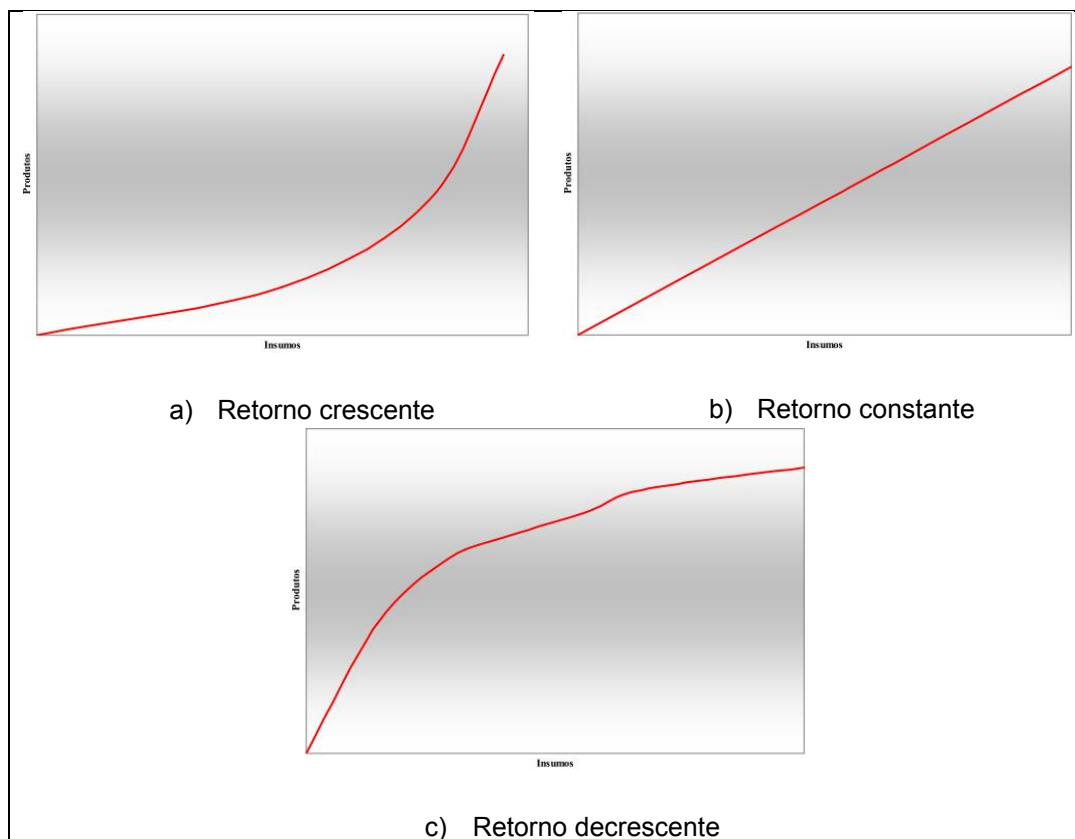 Produtos
Insumos
a) Retorno crescente
Produtos
Insumos
b) Retorno constante
Produtos
Insumos
c) Retorno decrescente